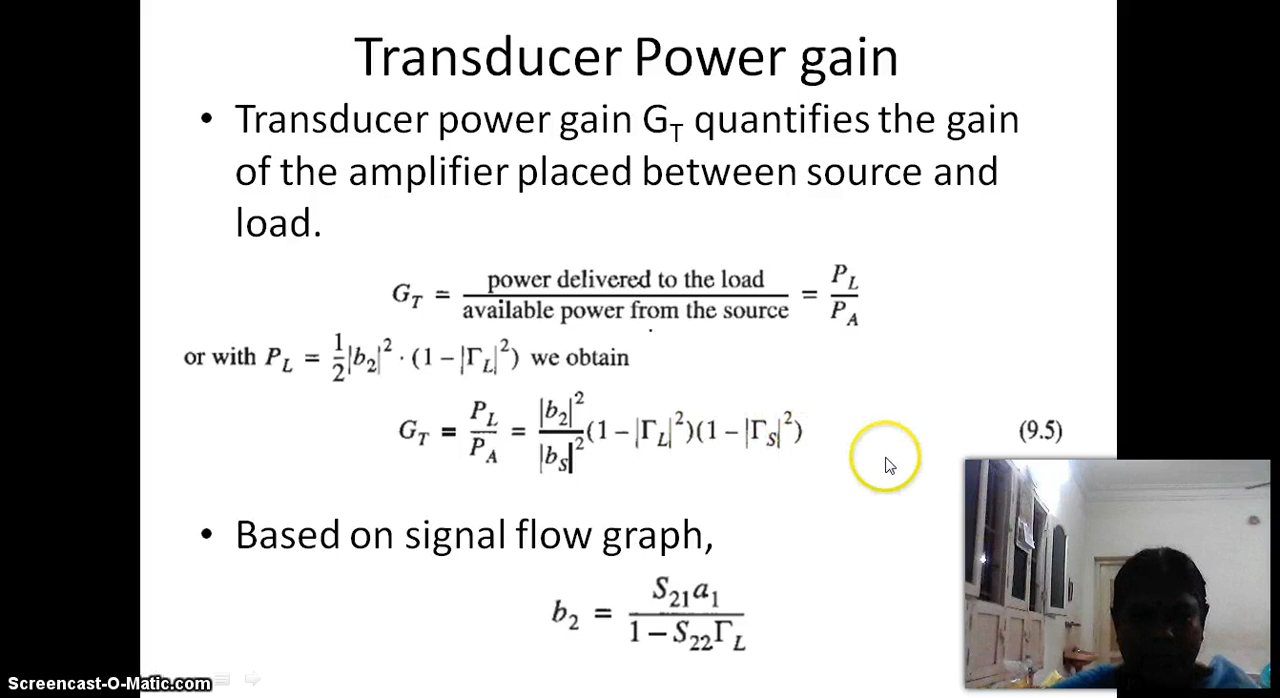 Transducer Power gain
• Transducer power gain G_T quantifies the gain
of the amplifier placed between source and
load.
G_T = power delivered to the load / available power from the source = P_L / P_A
or with P_L = 1/2 |b_2|^2 · (1 – |Γ_L|^2) we obtain
G_T = P_L / P_A = |b_2|^2 / |b_S|^2 (1 – |Γ_L|^2)(1 – |Γ_S|^2) (9.5)
• Based on signal flow graph,
b_2 = S_21 a_1 / 1 – S_22 Γ_L
Screencast-O-Matic.com